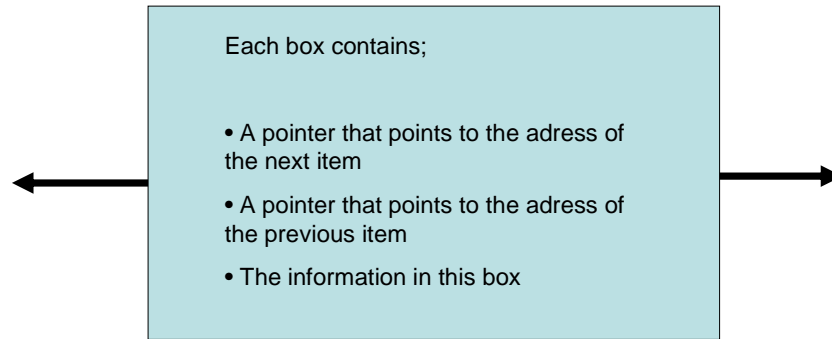 Each box contains;
• A pointer that points to the adress of
the next item
• A pointer that points to the adress of
the previous item
• The information in this box